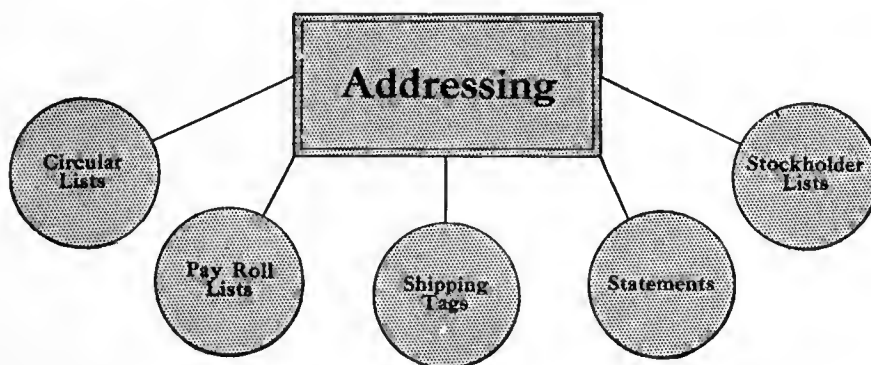 Addressing
Circular
Lists
Pay Roll
Lists
Shipping
Tags
Statements
Stockholder
Lists